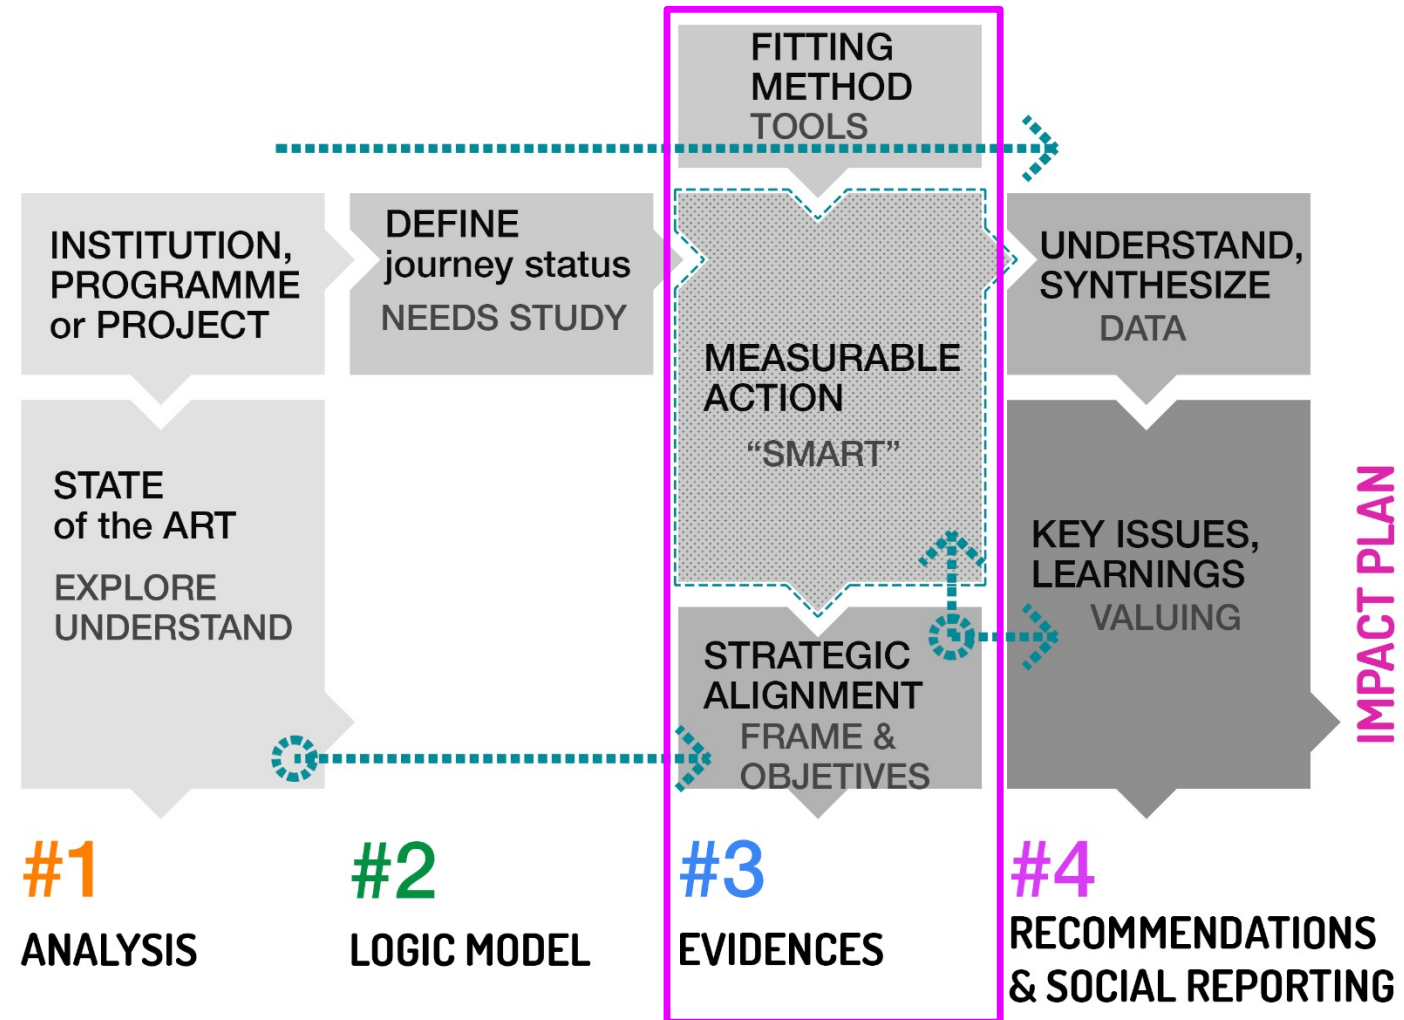 FITTING
METHOD
TOOLS
INSTITUTION,
PROGRAMME
or PROJECT
DEFINE
journey status
NEEDS STUDY
UNDERSTAND,
SYNTHESIZE
DATA
MEASURABLE
ACTION
“SMART”
STATE
of the ART
EXPLORE
UNDERSTAND
KEY ISSUES,
LEARNINGS
VALUING
STRATEGIC
ALIGNMENT
FRAME &
OBJETIVES
IMPACT PLAN
#1
ANALYSIS
#2
LOGIC MODEL
#3
EVIDENCES
#4
RECOMMENDATIONS
& SOCIAL REPORTING